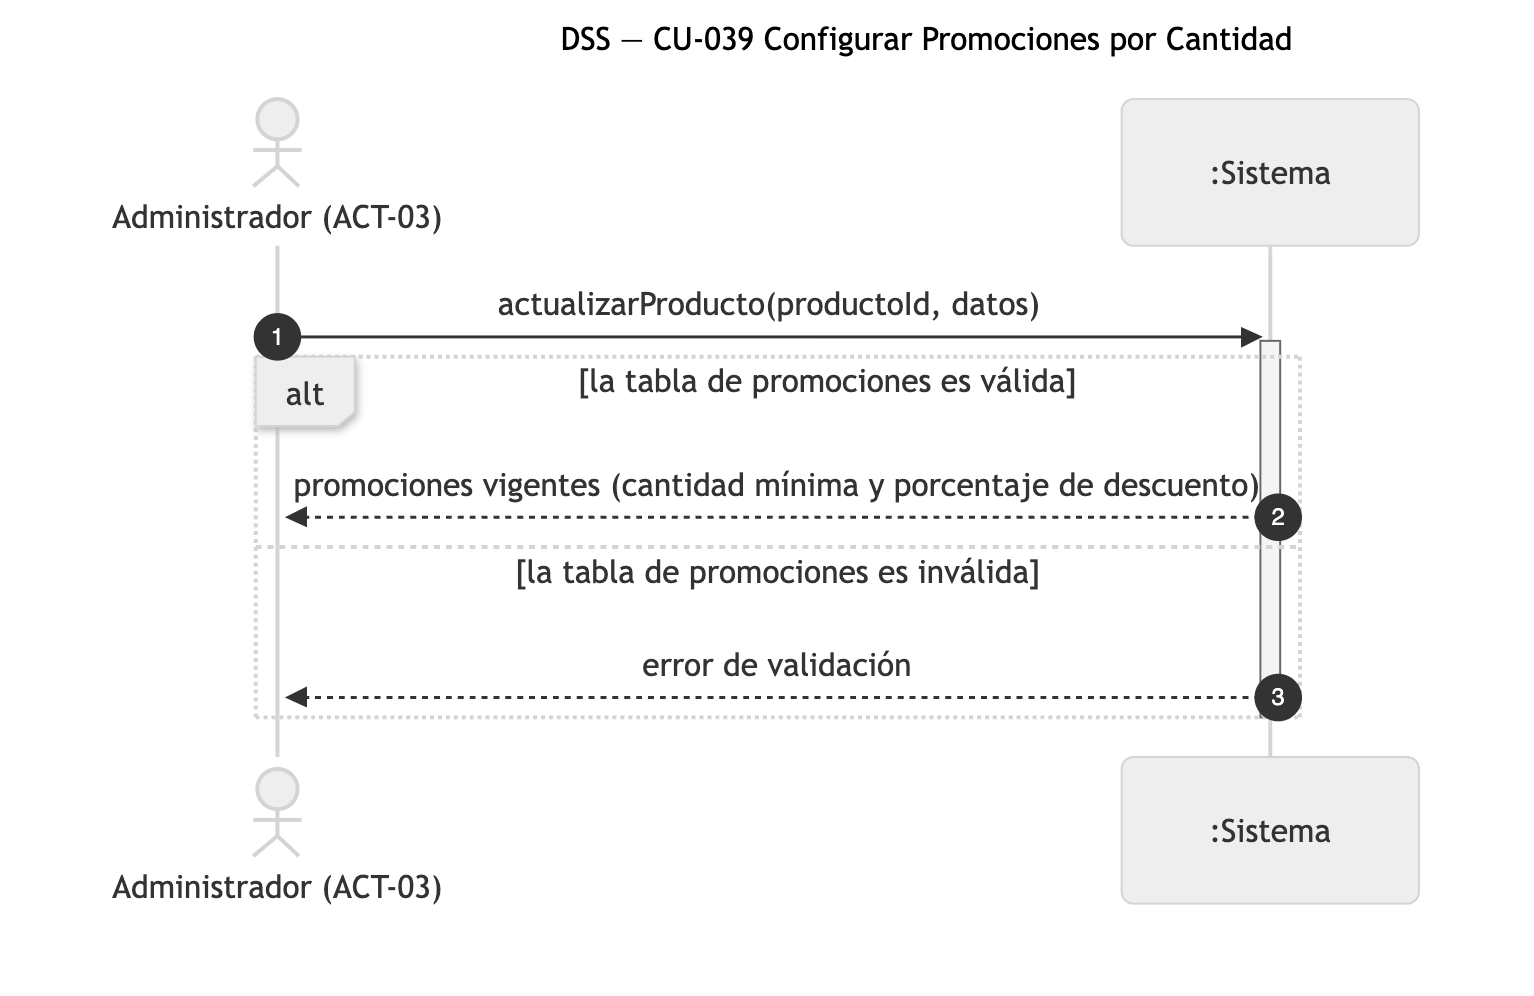 DSS — CU-039 Configurar Promociones por Cantidad
Administrador (ACT-03)
:Sistema
actualizarProducto(productoId, datos)
1
alt
[la tabla de promociones es válida]
promociones vigentes (cantidad mínima y porcentaje de descuento)
2
[la tabla de promociones es inválida]
error de validación
3
Administrador (ACT-03)
:Sistema